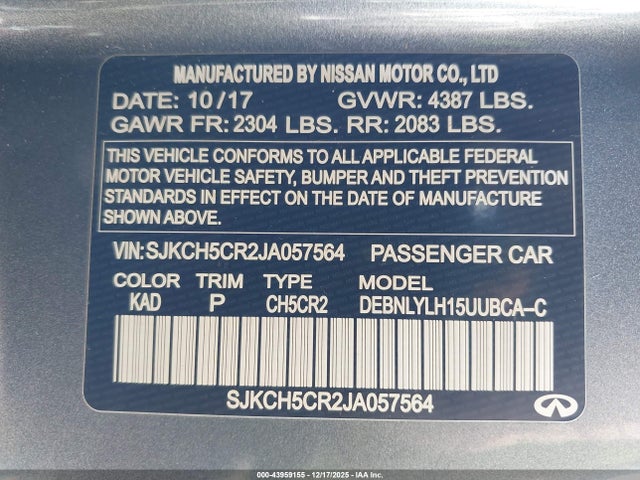 MANUFACTURED BY NISSAN MOTOR CO., LTD
DATE: 10/17 GVWR: 4387 LBS.
GAWR FR: 2304 LBS. RR: 2083 LBS.
THIS VEHICLE CONFORMS TO ALL APPLICABLE FEDERAL
MOTOR VEHICLE SAFETY, BUMPER AND THEFT PREVENTION
STANDARDS IN EFFECT ON THE DATE OF MANUFACTURE
SHOWN ABOVE.
VIN:SJKCH5CR2JA057564 PASSENGER CAR
COLOR TRIM TYPE MODEL
KAD P CH5CR2 DEBNLYLH15UUBCA-C
SJKCH5CR2JA057564
000-43959155 | 12/17/2025 | IAA Corp.